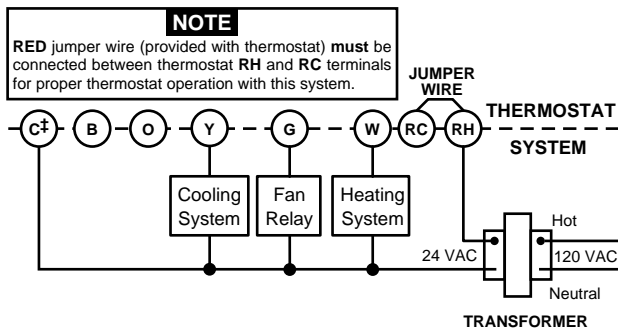 NOTE
RED jumper wire (provided with thermostat) must be
connected between thermostat RH and RC terminals
for proper thermostat operation with this system.
JUMPER
WIRE
THERMOSTAT
C‡ B O Y G W RC RH
SYSTEM
Cooling
System
Fan
Relay
Heating
System
Hot
24 VAC
120 VAC
Neutral
TRANSFORMER